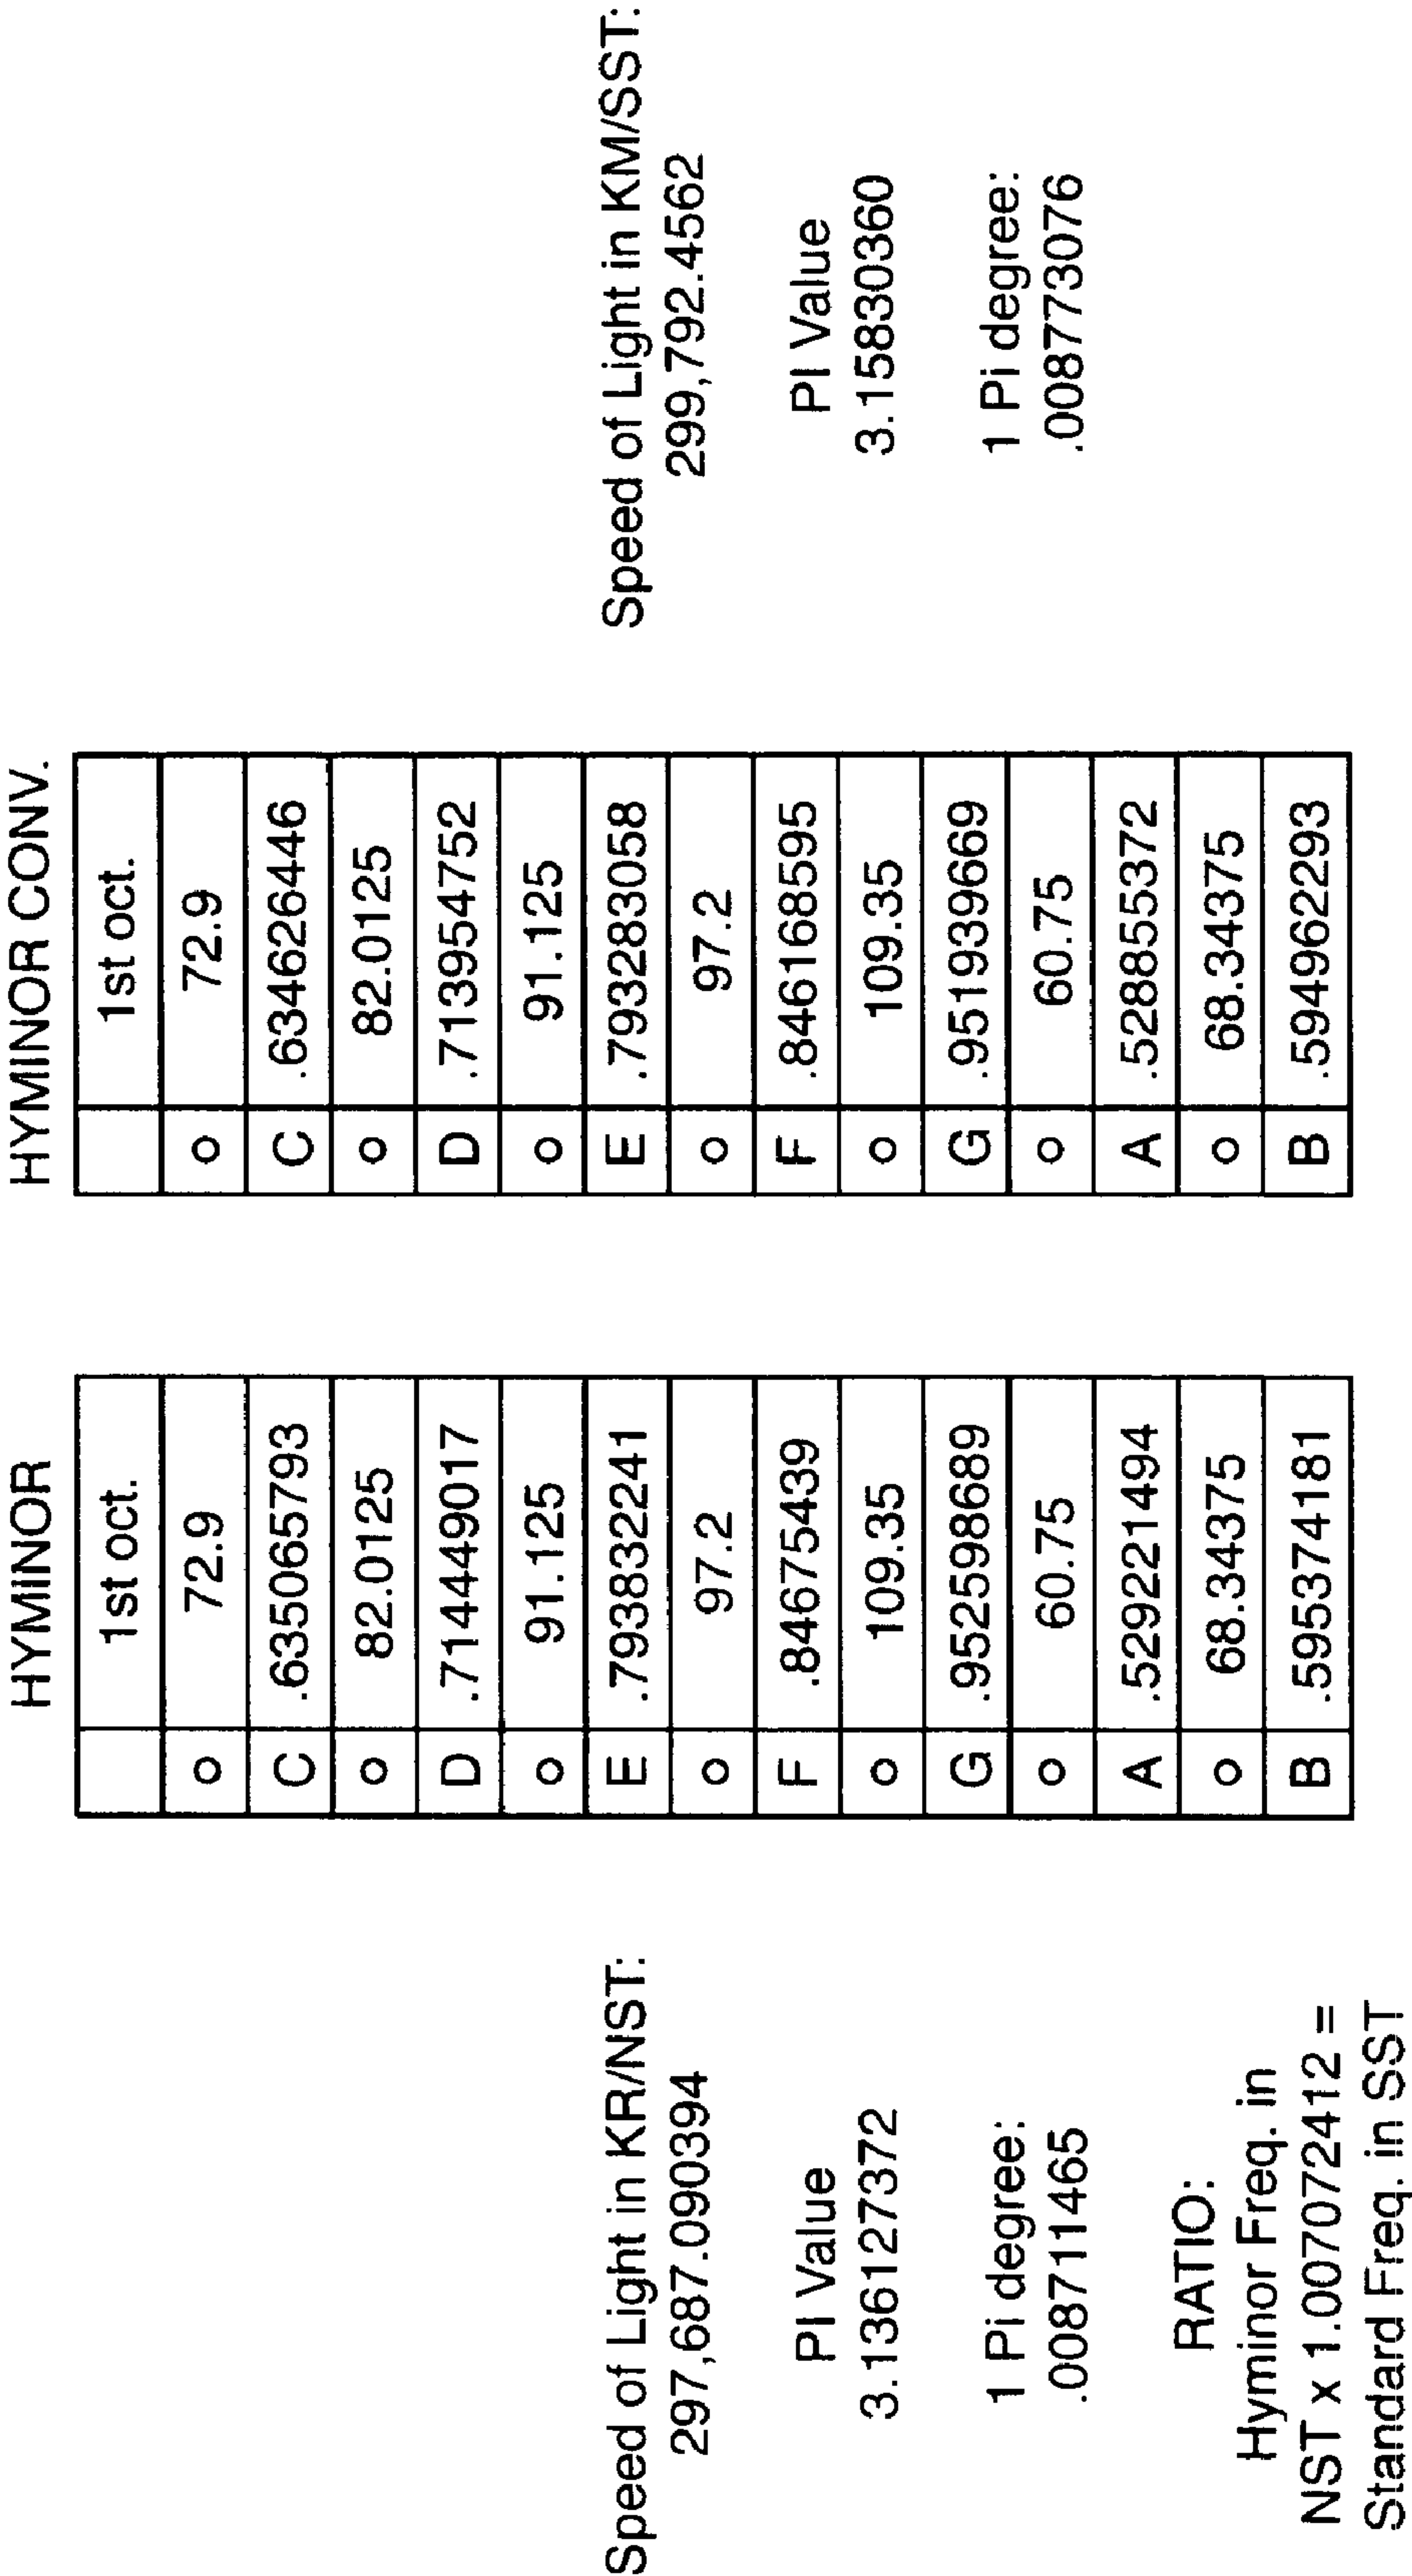 Speed of Light in KR/NST:
297,687.090394
PI Value
3.136127372
1 Pi degree:
.008711465
RATIO:
Hyminor Freq. in
NST x 1.007072412 =
Standard Freq. in SST
HYMINOR
1st oct.
o 72.9
C .635065793
o 82.0125
D .714449017
o 91.125
E .793832241
o 97.2
F .84675439
o 109.35
G .952598689
o 60.75
A .529221494
o 68.34375
B .595374181
HYMINOR CONV.
1st oct.
o 72.9
C .634626446
o 82.0125
D .713954752
o 91.125
E .793283058
o 97.2
F .846168595
o 109.35
G .951939669
o 60.75
A .528855372
o 68.34375
B .594962293
Speed of Light in KM/SST:
299,792.4562
PI Value
3.15830360
1 Pi degree:
.008773076